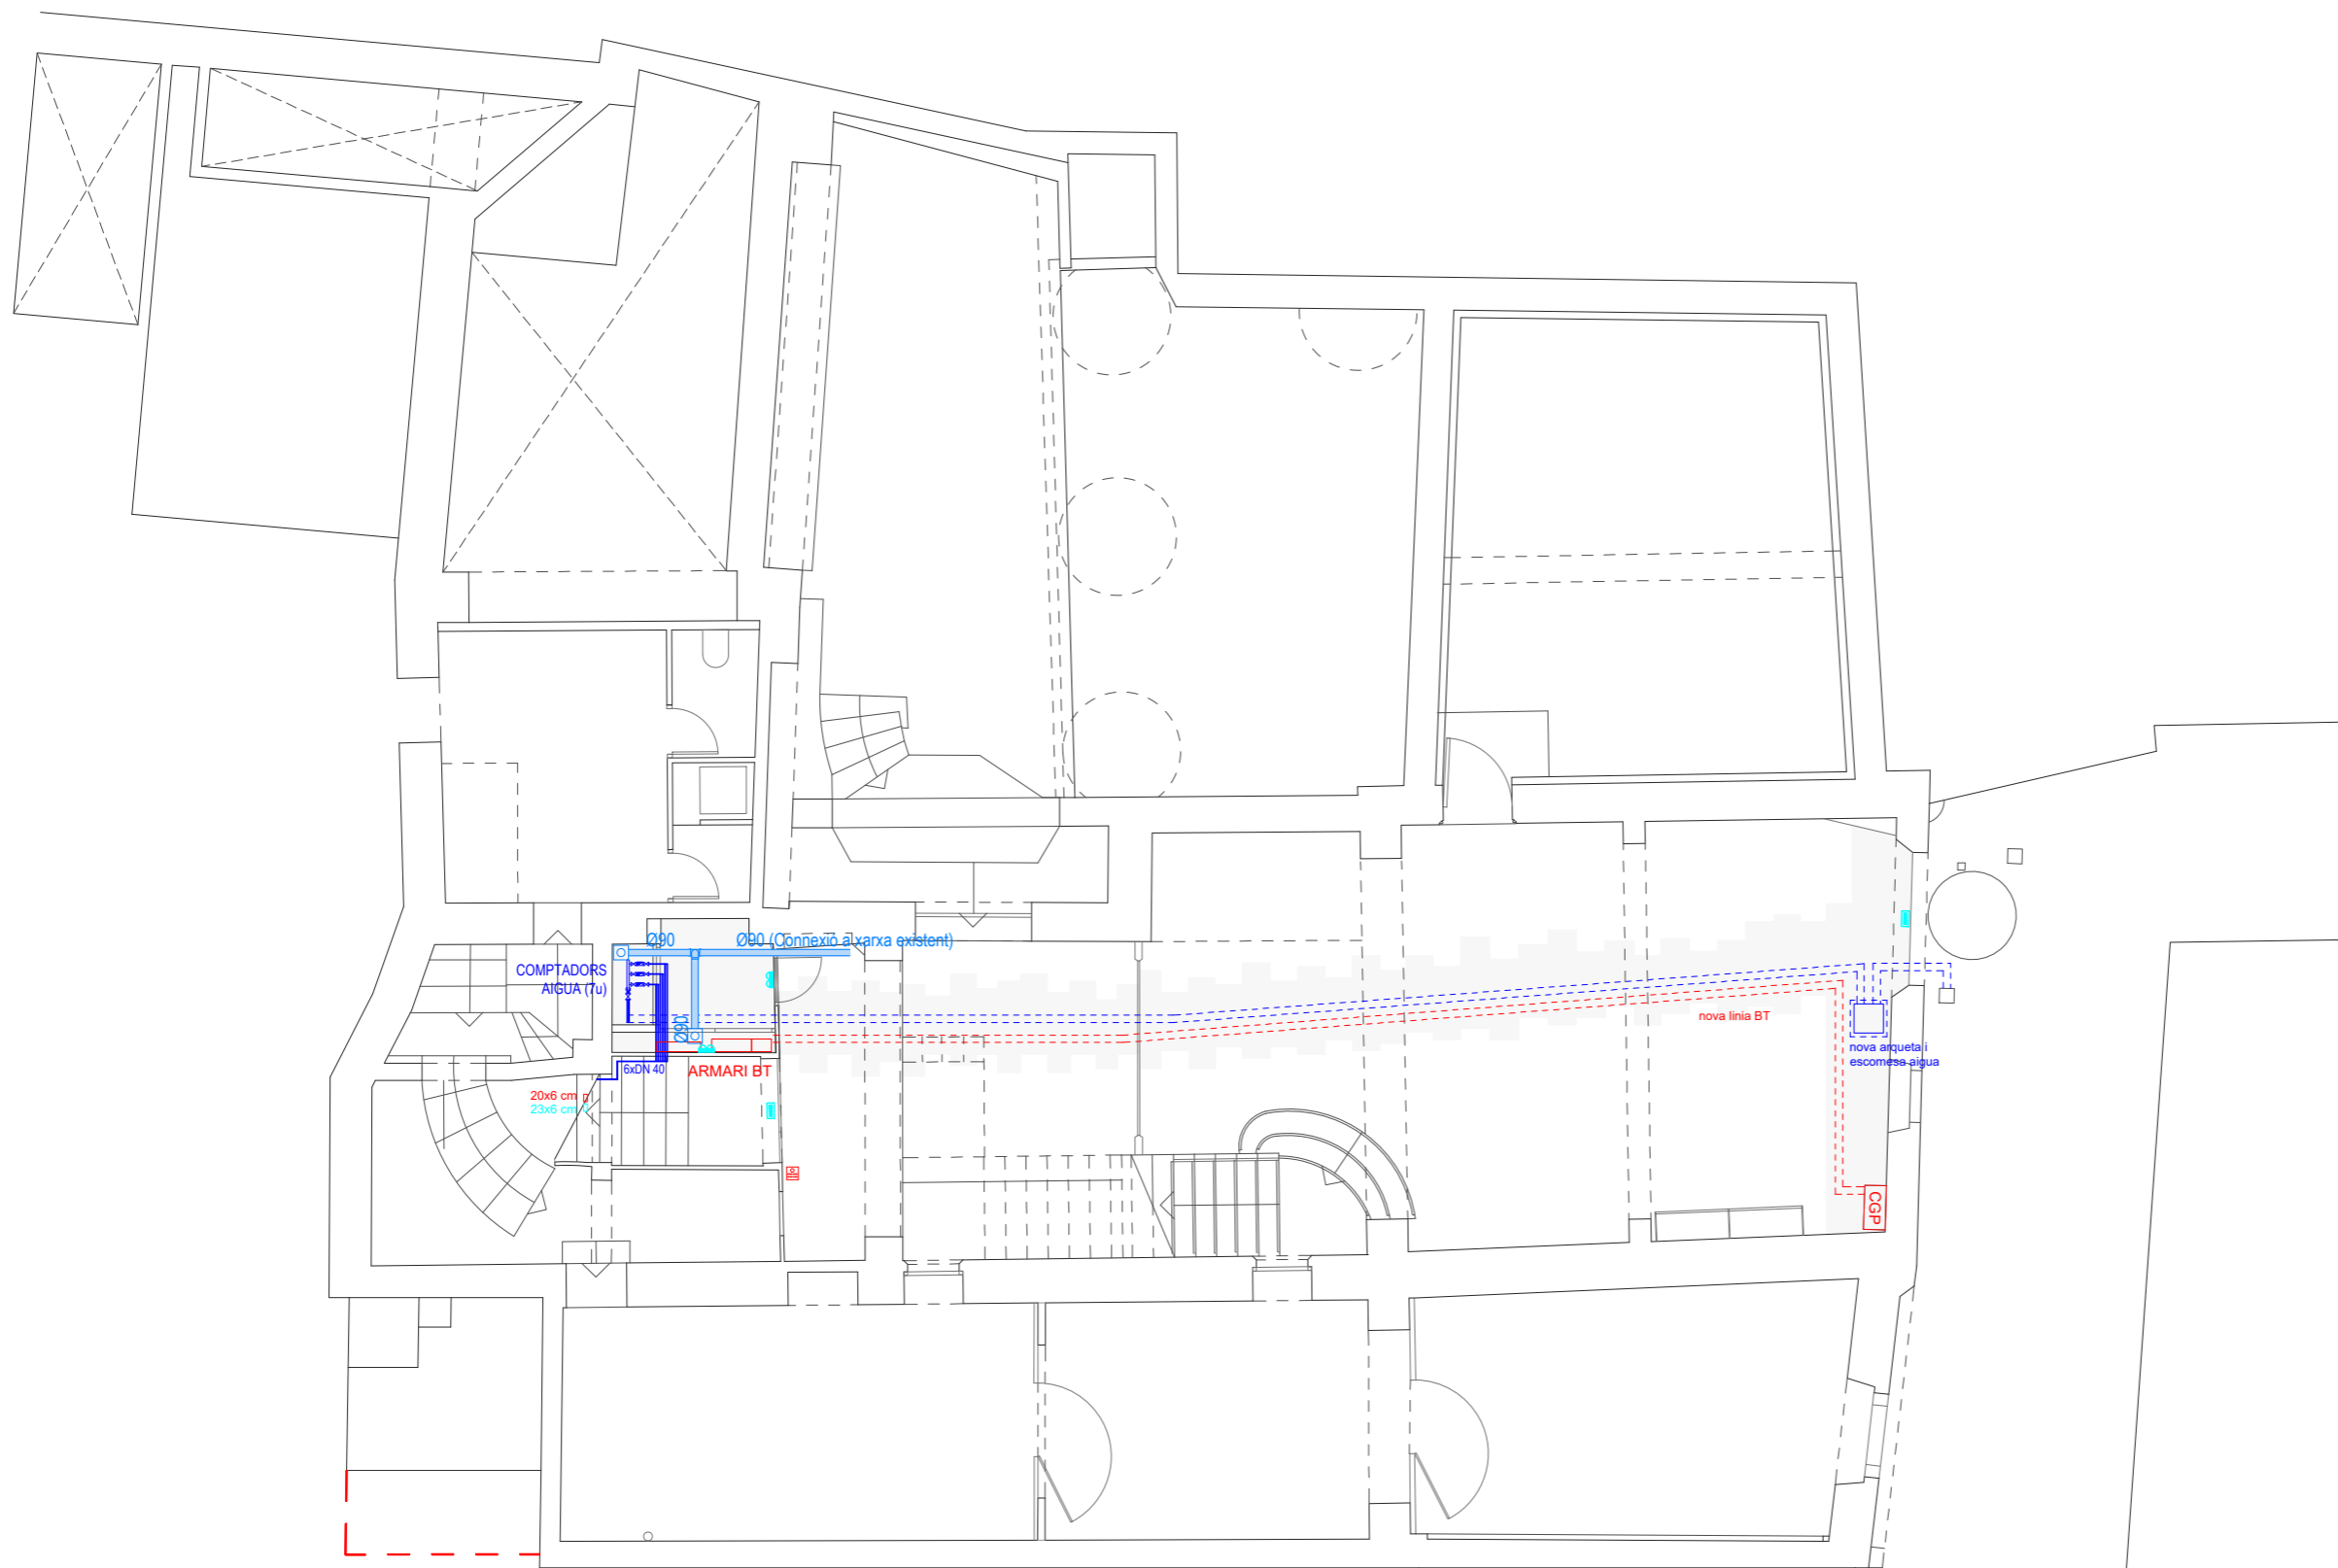 Ø90
Ø90 (Connexió a xarxa existent)
COMPTADORS
AIGUA (7u)
Ø90
nova linia BT
nova arqueta i
escomesa aigua
6xDN 40
ARMARI BT
20x6 cm
23x6 cm
CGP